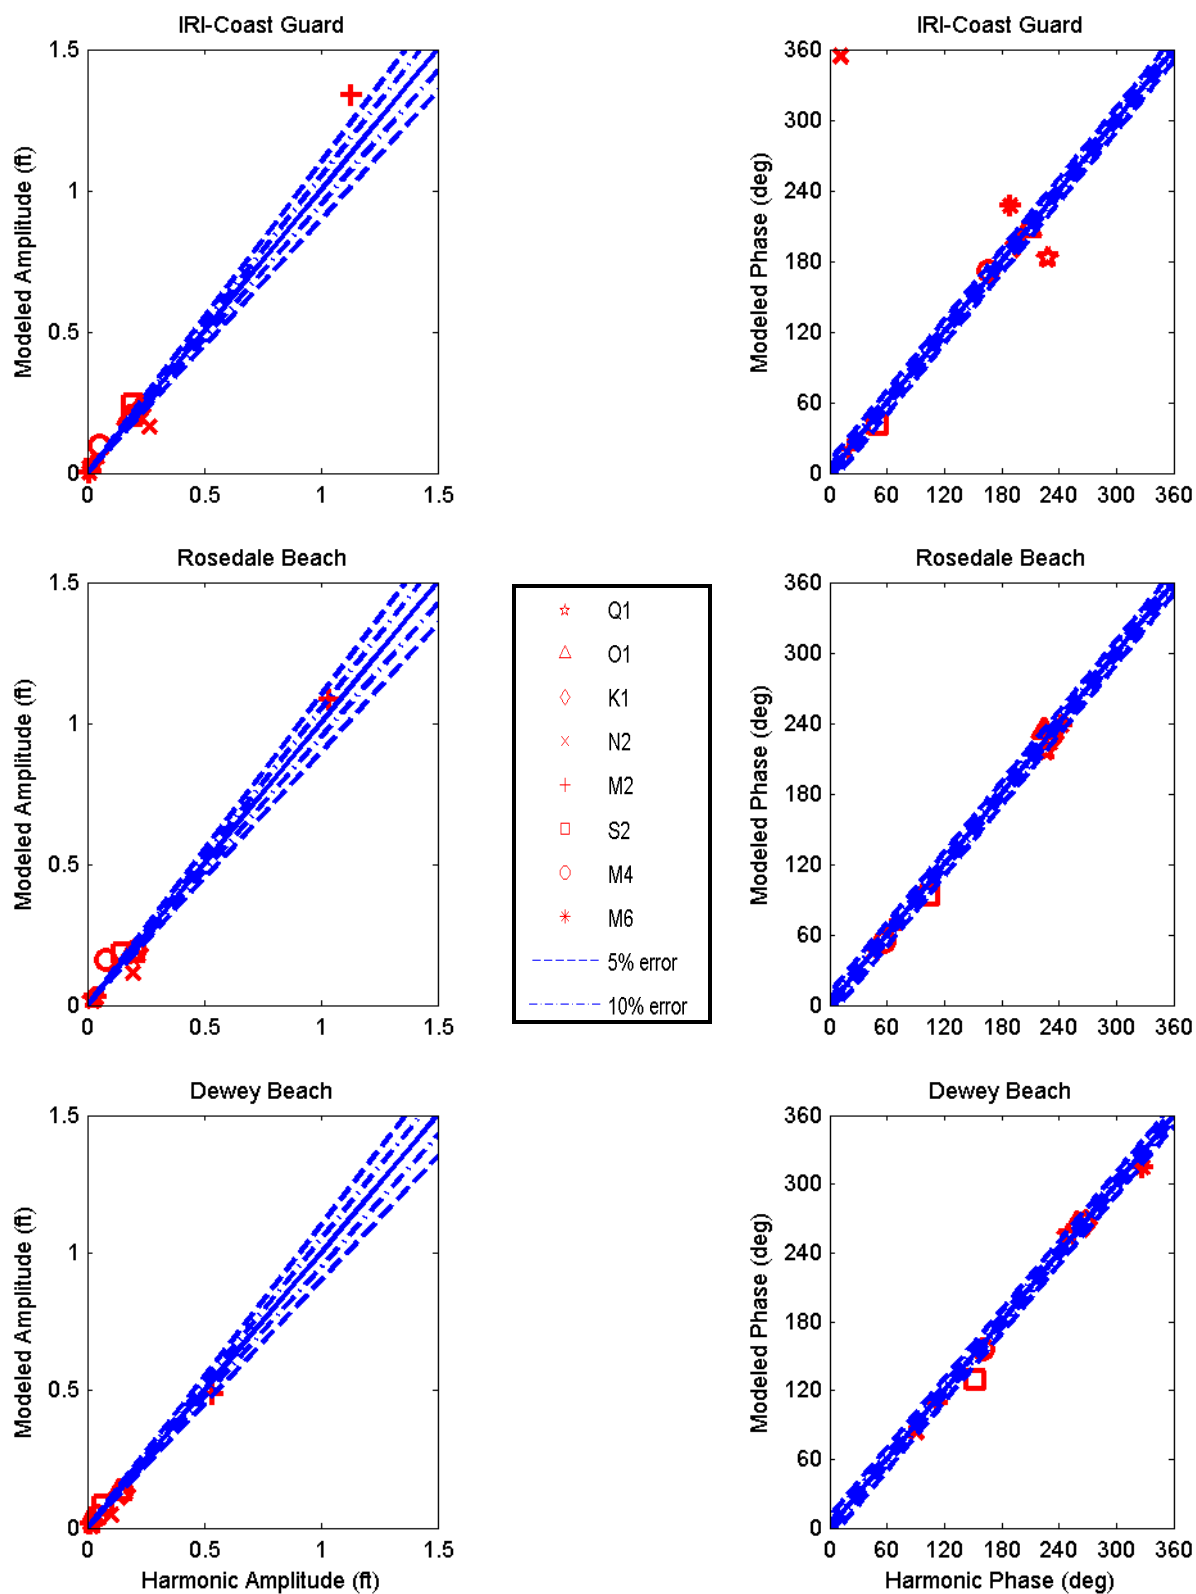 IRI-Coast Guard
1.5
1
0.5
0
0 0.5 1 1.5
Modeled Amplitude (ft)
IRI-Coast Guard
360
300
240
180
120
60
0
0 60 120 180 240 300 360
Modeled Phase (deg)
Rosedale Beach
1.5
1
0.5
0
0 0.5 1 1.5
Modeled Amplitude (ft)
Q1
O1
K1
N2
M2
S2
M4
M6
5% error
10% error
Rosedale Beach
360
300
240
180
120
60
0
0 60 120 180 240 300 360
Modeled Phase (deg)
Dewey Beach
1.5
1
0.5
0
0 0.5 1 1.5
Modeled Amplitude (ft)
Harmonic Amplitude (ft)
Dewey Beach
360
300
240
180
120
60
0
0 60 120 180 240 300 360
Modeled Phase (deg)
Harmonic Phase (deg)